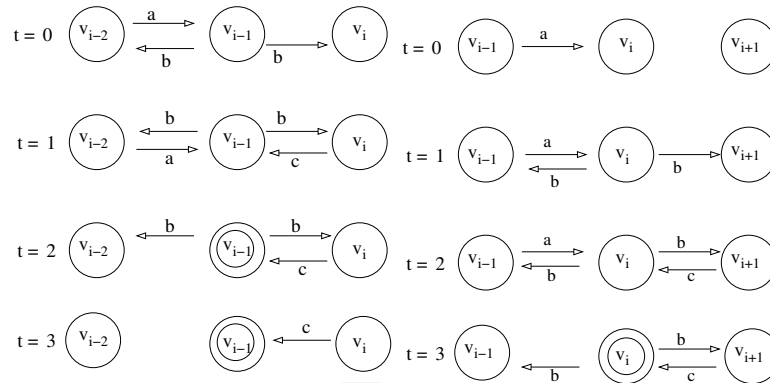 a
t = 0 v_{i−2} v_{i−1} v_i
b b
b b
t = 1 v_{i−2} v_{i−1} v_i
a c
b b
t = 2 v_{i−2} v_{i−1} v_i
c
c
t = 3 v_{i−2} v_{i−1} v_i
a
t = 0 v_{i−1} v_i v_{i+1}
a
t = 1 v_{i−1} v_i v_{i+1}
b b
a b
t = 2 v_{i−1} v_i v_{i+1}
b c
b
t = 3 v_{i−1} v_i v_{i+1}
b c